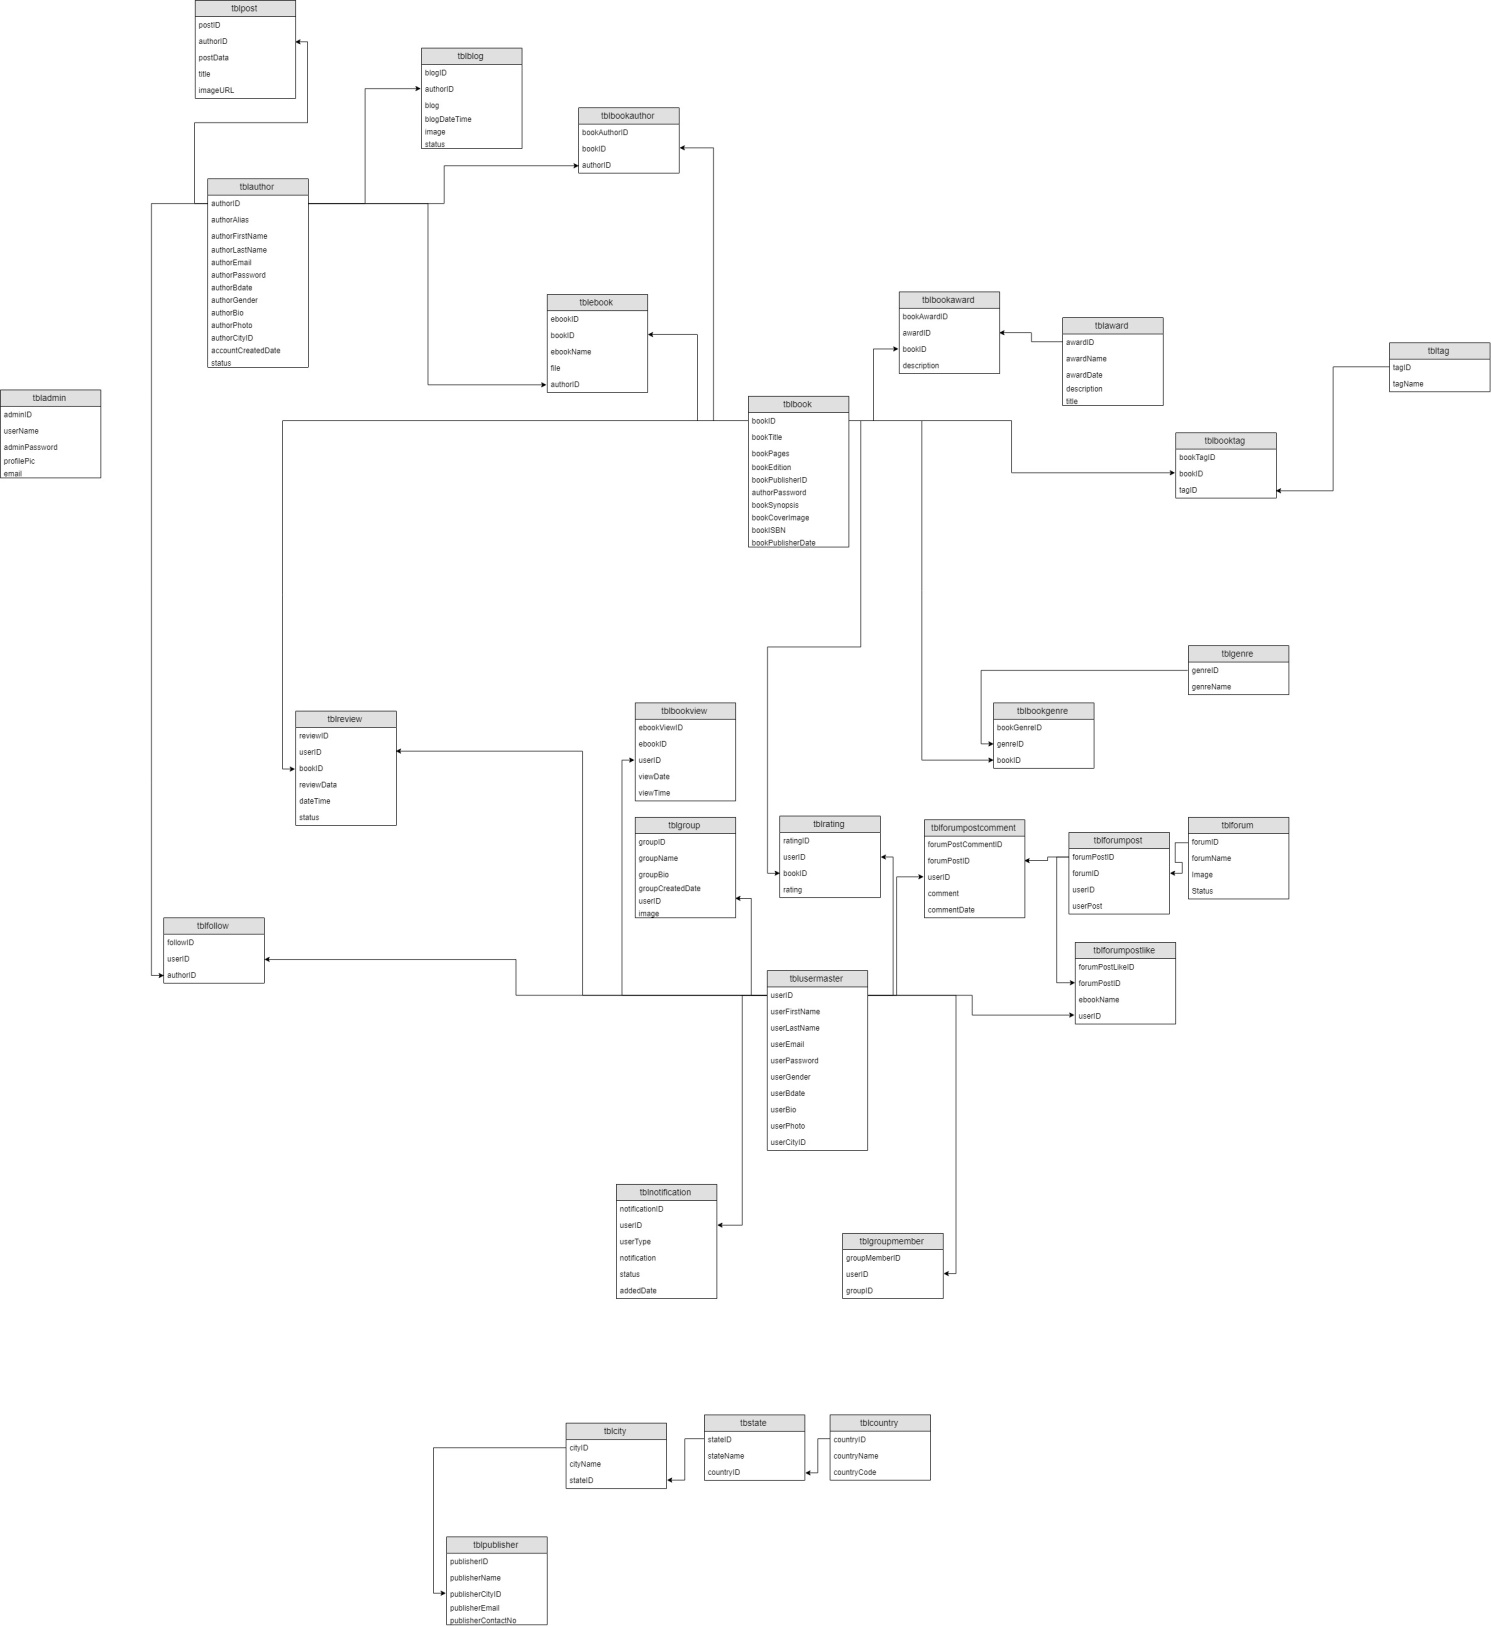 tblpost
postID
authorID
postData
title
imageURL
tblblog
blogID
authorID
blog
blogDateTime
image
status
tblbookauthor
bookAuthorID
bookID
authorID
tblauthor
authorID
authorAlias
authorFirstName
authorLastName
authorEmail
authorPassword
authorBdate
authorGender
authorBio
authorPhoto
authorCityID
accountCreatedDate
status
tblebook
ebookID
bookID
ebookName
file
authorID
tblbookaward
bookAwardID
awardID
bookID
description
tblaward
awardID
awardName
awardDate
description
title
tbltag
tagID
tagName
tbladmin
adminID
userName
adminPassword
profilePic
email
tblbook
bookID
bookTitle
bookPages
bookEdition
bookPublisherID
authorPassword
bookSynopsis
bookCoverImage
bookISBN
bookPublisherDate
tblbooktag
bookTagID
bookID
tagID
tblgenre
genreID
genreName
tblreview
reviewID
userID
bookID
reviewData
dateTime
status
tblbookview
ebookViewID
ebookID
userID
viewDate
viewTime
tblbookgenre
bookGenreID
genreID
bookID
tblgroup
groupID
groupName
groupBio
groupCreatedDate
userID
image
tblrating
ratingID
userID
bookID
rating
tblforumpostcomment
forumPostCommentID
forumPostID
userID
comment
commentDate
tblforumpost
forumPostID
forumID
userID
userPost
tblforum
forumID
forumName
Image
Status
tblfollow
followID
userID
authorID
tblforumpostlike
forumPostLikeID
forumPostID
ebookName
userID
tblusermaster
userID
userFirstName
userLastName
userEmail
userPassword
userGender
userBdate
userBio
userPhoto
userCityID
tblnotification
notificationID
userID
userType
notification
status
addedDate
tblgroupmember
groupMemberID
userID
groupID
tblcity
cityID
cityName
stateID
tbstate
stateID
stateName
countryID
tblcountry
countryID
countryName
countryCode
tblpublisher
publisherID
publisherName
publisherCityID
publisherEmail
publisherContactNo